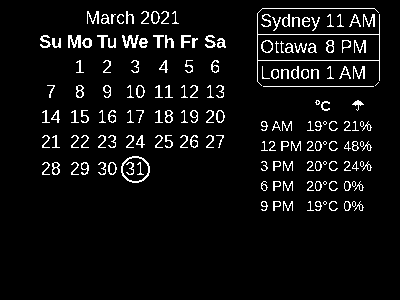 March 2021
Su Mo Tu We Th Fr Sa
1 2 3 4 5 6
7 8 9 10 11 12 13
14 15 16 17 18 19 20
21 22 23 24 25 26 27
28 29 30 31
Sydney 11 AM
Ottawa 8 PM
London 1 AM
°C ☂
9 AM 19°C 21%
12 PM 20°C 48%
3 PM 20°C 24%
6 PM 20°C 0%
9 PM 19°C 0%